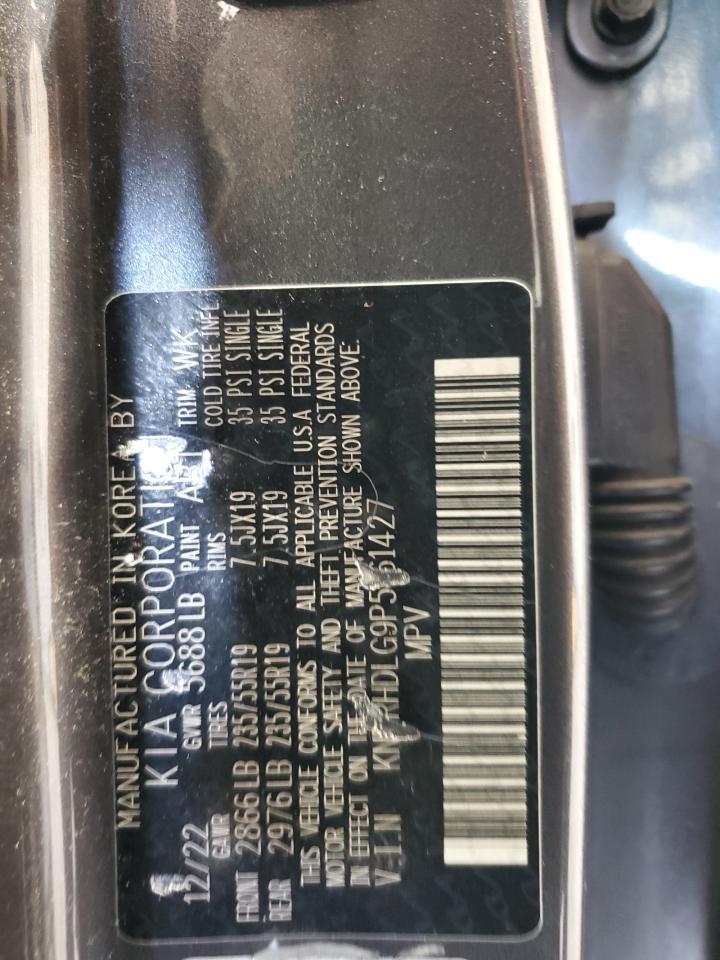 MANUFACTURED IN KOREA BY
KIA CORPORATI
12/22 GVWR 5688 LB PAINT TRIM WK
GAWR TIRES RIMS COLD TIRE INFL
FRONT 2866 LB 235/55R19 7.5JX19 35 PSI SINGLE
REAR 2976 LB 235/55R19 7.5JX19 35 PSI SINGLE
THIS VEHICLE CONFORMS TO ALL APPLICABLE U.S.A FEDERAL
MOTOR VEHICLE SAFETY AND THEFT PREVENTION STANDARDS
IN EFFECT ON THE DATE OF MANUFACTURE SHOWN ABOVE.
V.I.N
MPV